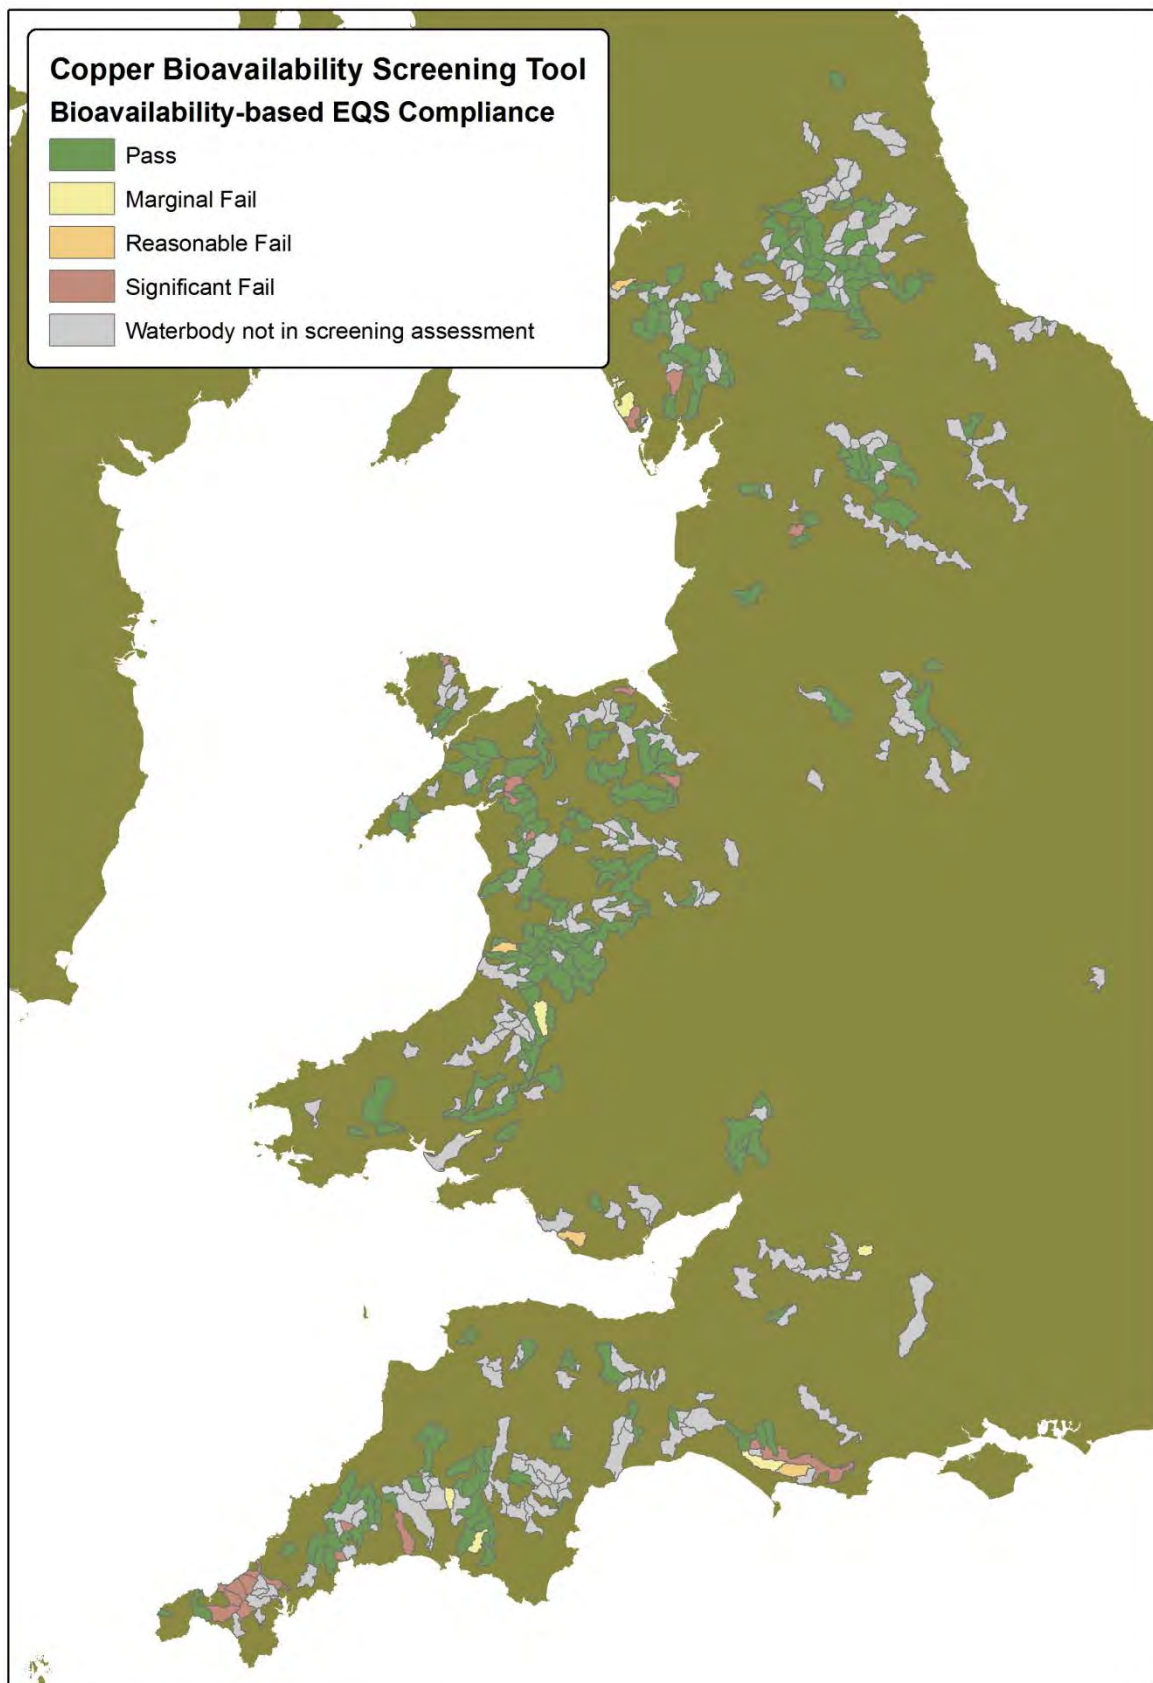 Copper Bioavailability Screening Tool
Bioavailability-based EQS Compliance
Pass
Marginal Fail
Reasonable Fail
Significant Fail
Waterbody not in screening assessment